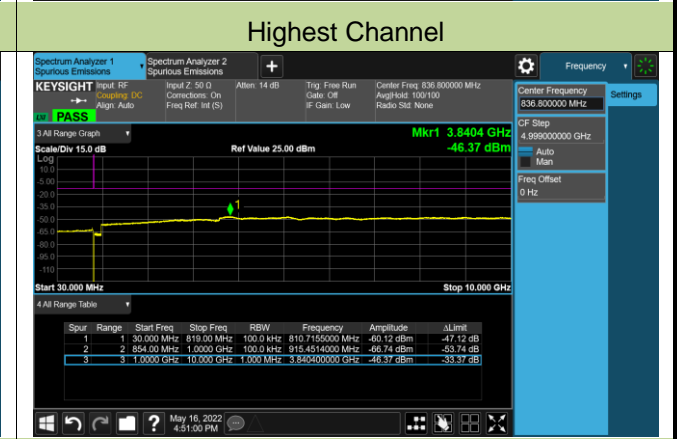 Highest Channel
Spectrum Analyzer 1
Spurious Emissions
Spectrum Analyzer 2
Spurious Emissions
+
Frequency
KEYSIGHT
Input: RF
Coupling: DC
Align: Auto
Input Z: 50 Ω
Corrections: On
Freq Ref: Int (S)
Atten: 14 dB
Trig: Free Run
Gate: Off
IF Gain: Low
Center Freq: 836.800000 MHz
Avg|Hold: 100/100
Radio Std: None
PASS
Center Frequency
836.800000 MHz
Settings
CF Step
4.999000000 GHz
Auto
Man
Freq Offset
0 Hz
3 All Range Graph
Mkr1 3.8404 GHz
-46.37 dBm
Scale/Div 15.0 dB
Ref Value 25.00 dBm
Log
10.0
-5.00
-20.0
-35.0
-50.0
-65.0
-80.0
-95.0
-110
1
Start 30.000 MHz
Stop 10.000 GHz
4 All Range Table
Spur Range Start Freq Stop Freq RBW Frequency Amplitude ΔLimit
1 1 30.000 MHz 819.00 MHz 100.0 kHz 810.7155000 MHz -60.12 dBm -47.12 dB
2 2 854.00 MHz 1.0000 GHz 100.0 kHz 915.4514000 MHz -66.74 dBm -53.74 dB
3 3 1.0000 GHz 10.000 GHz 1.000 MHz 3.840400000 GHz -46.37 dBm -33.37 dB
?
May 16, 2022
4:51:00 PM